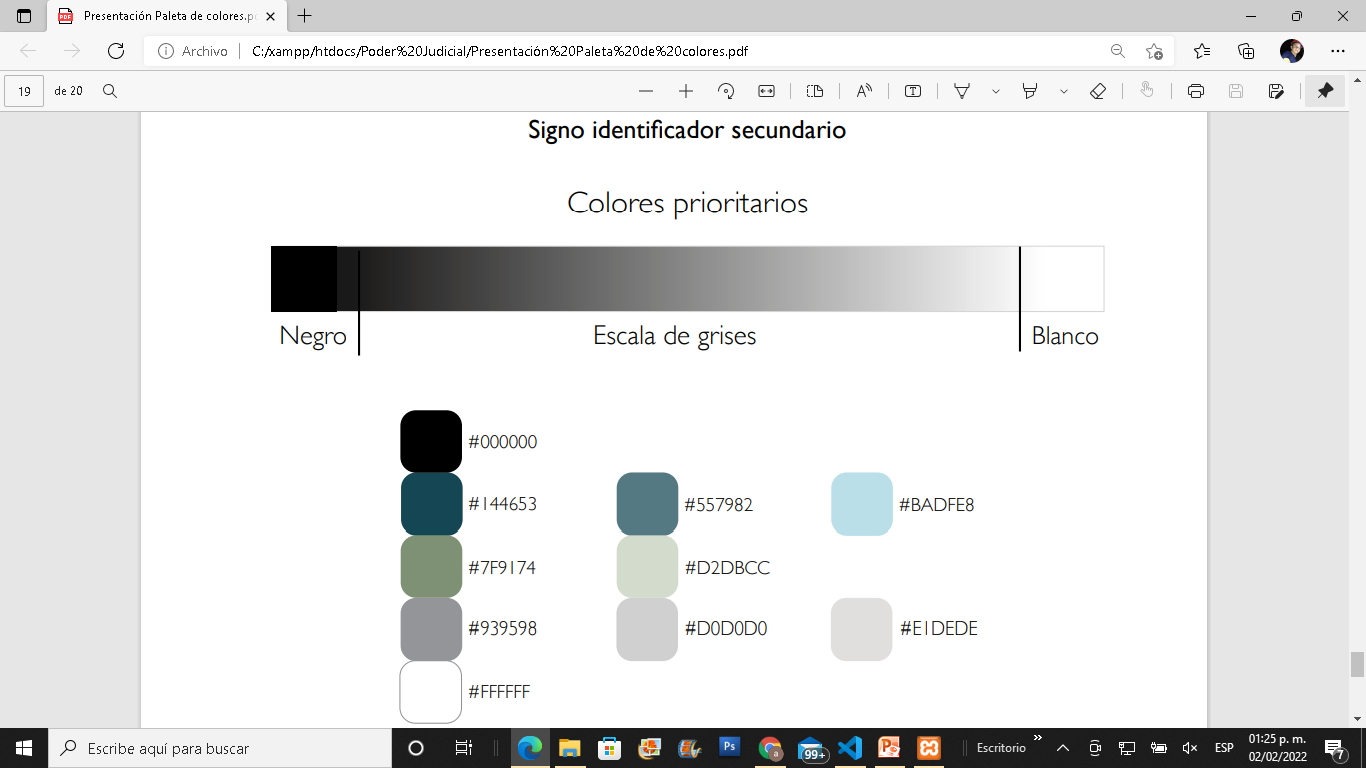 Presentación Paleta de colores.p
Archivo
C:/xampp/htdocs/Poder%20Judicial/Presentación%20Paleta%20de%20colores.pdf
19 de 20
Signo identificador secundario
Colores prioritarios
Negro Escala de grises Blanco
#000000
#144653 #557982 #BADFE8
#7F9174 #D2DBCC
#939598 #D0D0D0 #E1DEDE
#FFFFFF
Escribe aquí para buscar
99+
Escritorio
ESP
01:25 p. m.
02/02/2022
7